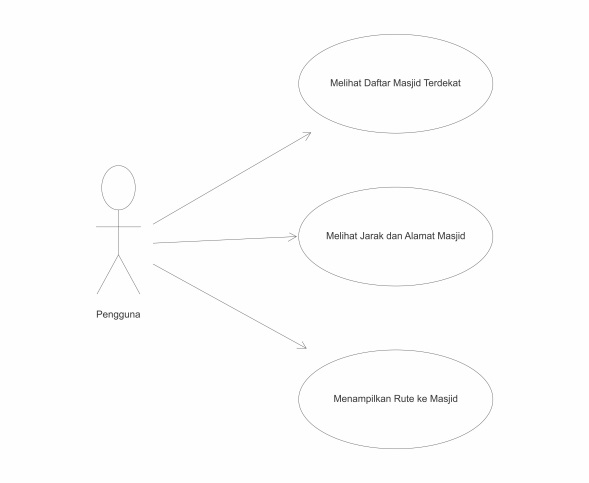 Melihat Daftar Masjid Terdekat
Melihat Jarak dan Alamat Masjid
Pengguna
Menampilkan Rute ke Masjid